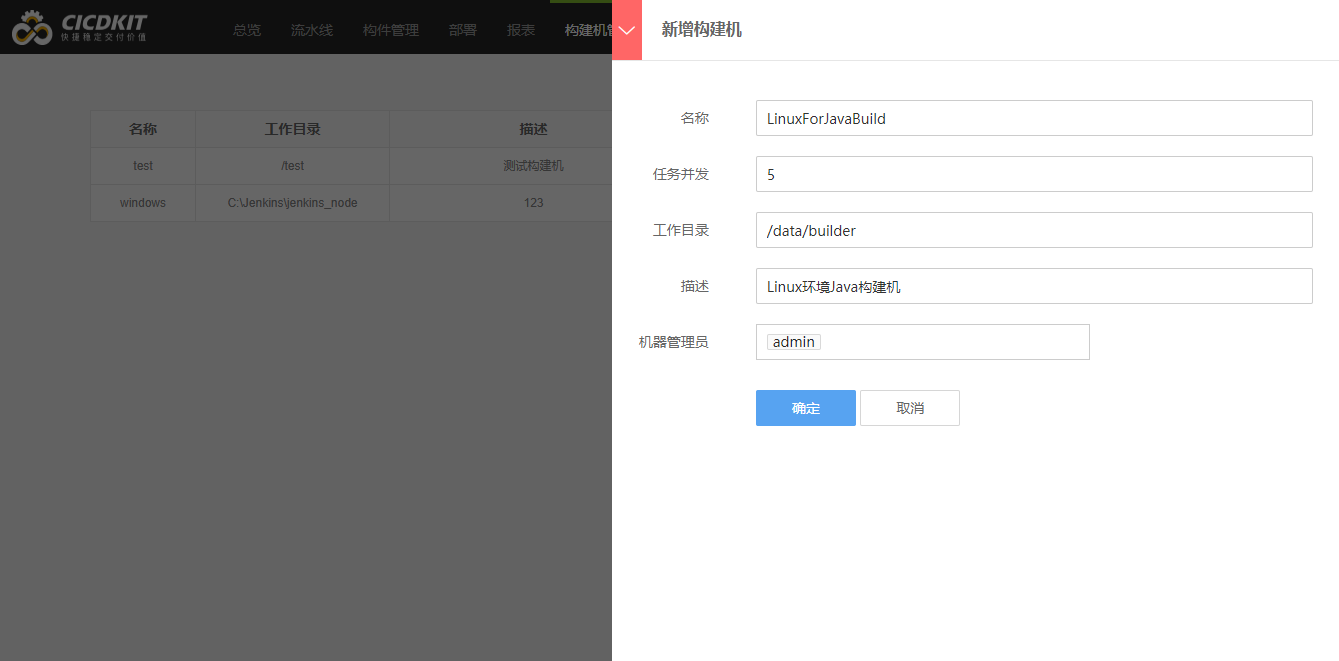 CICDKIT
快捷稳定交付价值
总览 流水线 构件管理 部署 报表 构建机管
名称 工作目录 描述
test /test 测试构建机
windows C:\Jenkins\jenkins_node 123
新增构建机
名称 LinuxForJavaBuild
任务并发 5
工作目录 /data/builder
描述 Linux环境Java构建机
机器管理员 admin
确定 取消